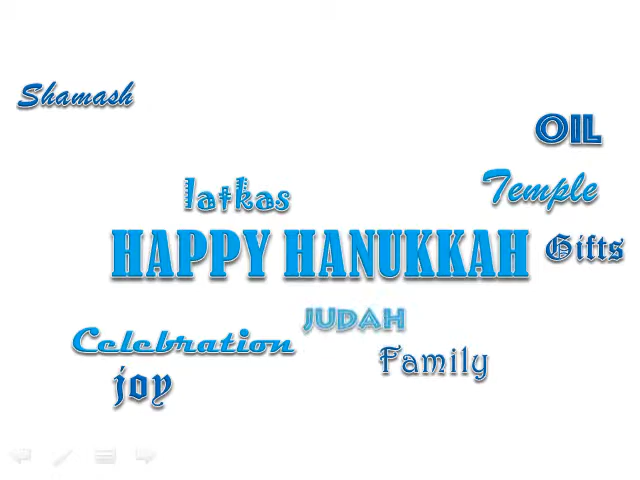 Shamash
OIL
Temple
latkas
HAPPY HANUKKAH
Gifts
JUDAH
Celebration
Family
joy